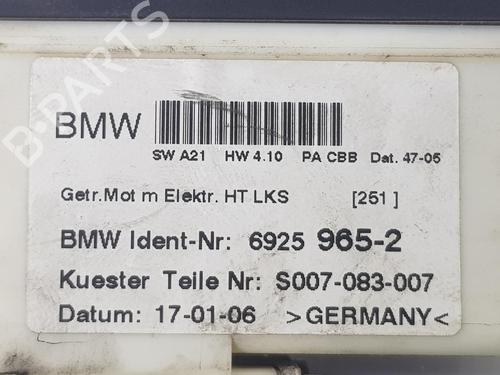 BMW
SW A21 HW 4.10 PA CBB Dat. 47-05
Getr.Mot m Elektr. HT LKS [251 ]
BMW Ident-Nr: 6925 965-2
Kuester Teile Nr: S007-083-007
Datum: 17-01-06 >GERMANY<
B-PARTS